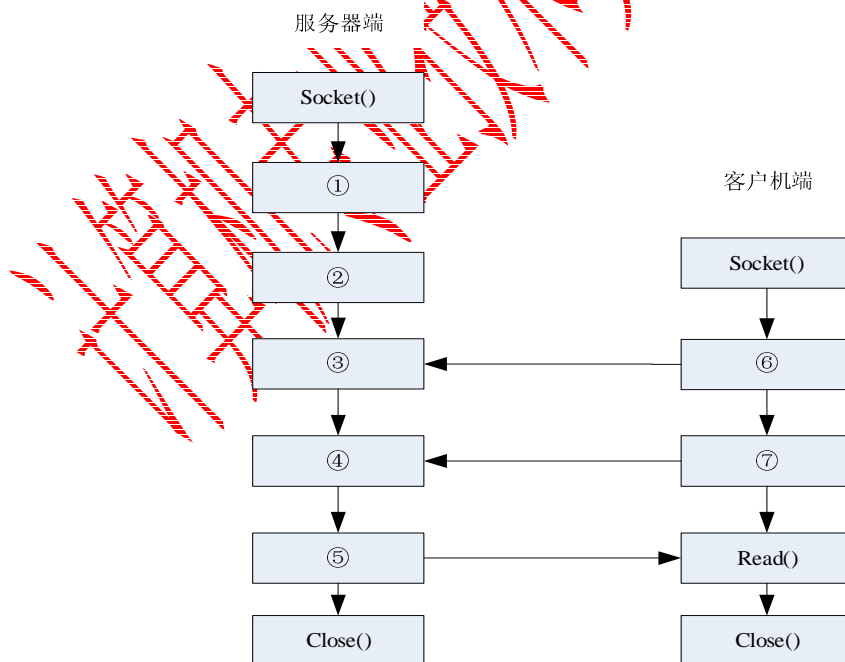 服务器端
Socket()
①
②
③
④
⑤
Close()
客户机端
Socket()
⑥
⑦
Read()
Close()